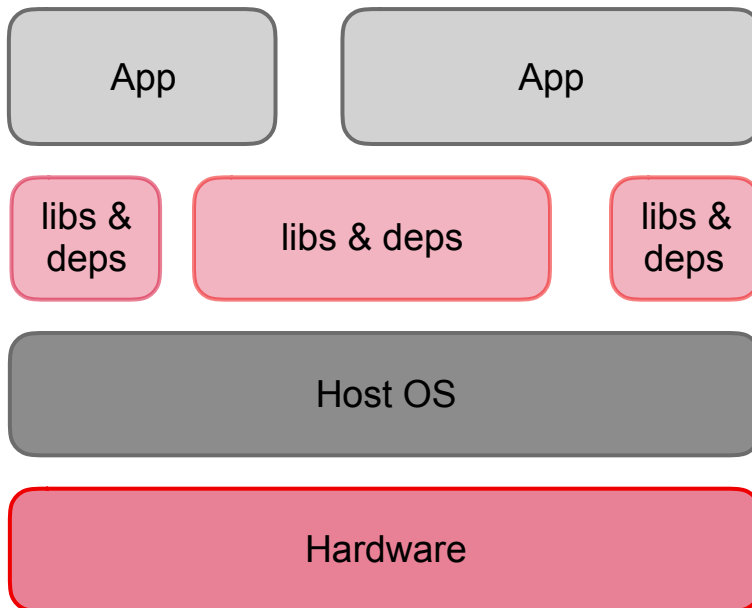 App
App
libs &
deps
libs & deps
libs &
deps
Host OS
Hardware